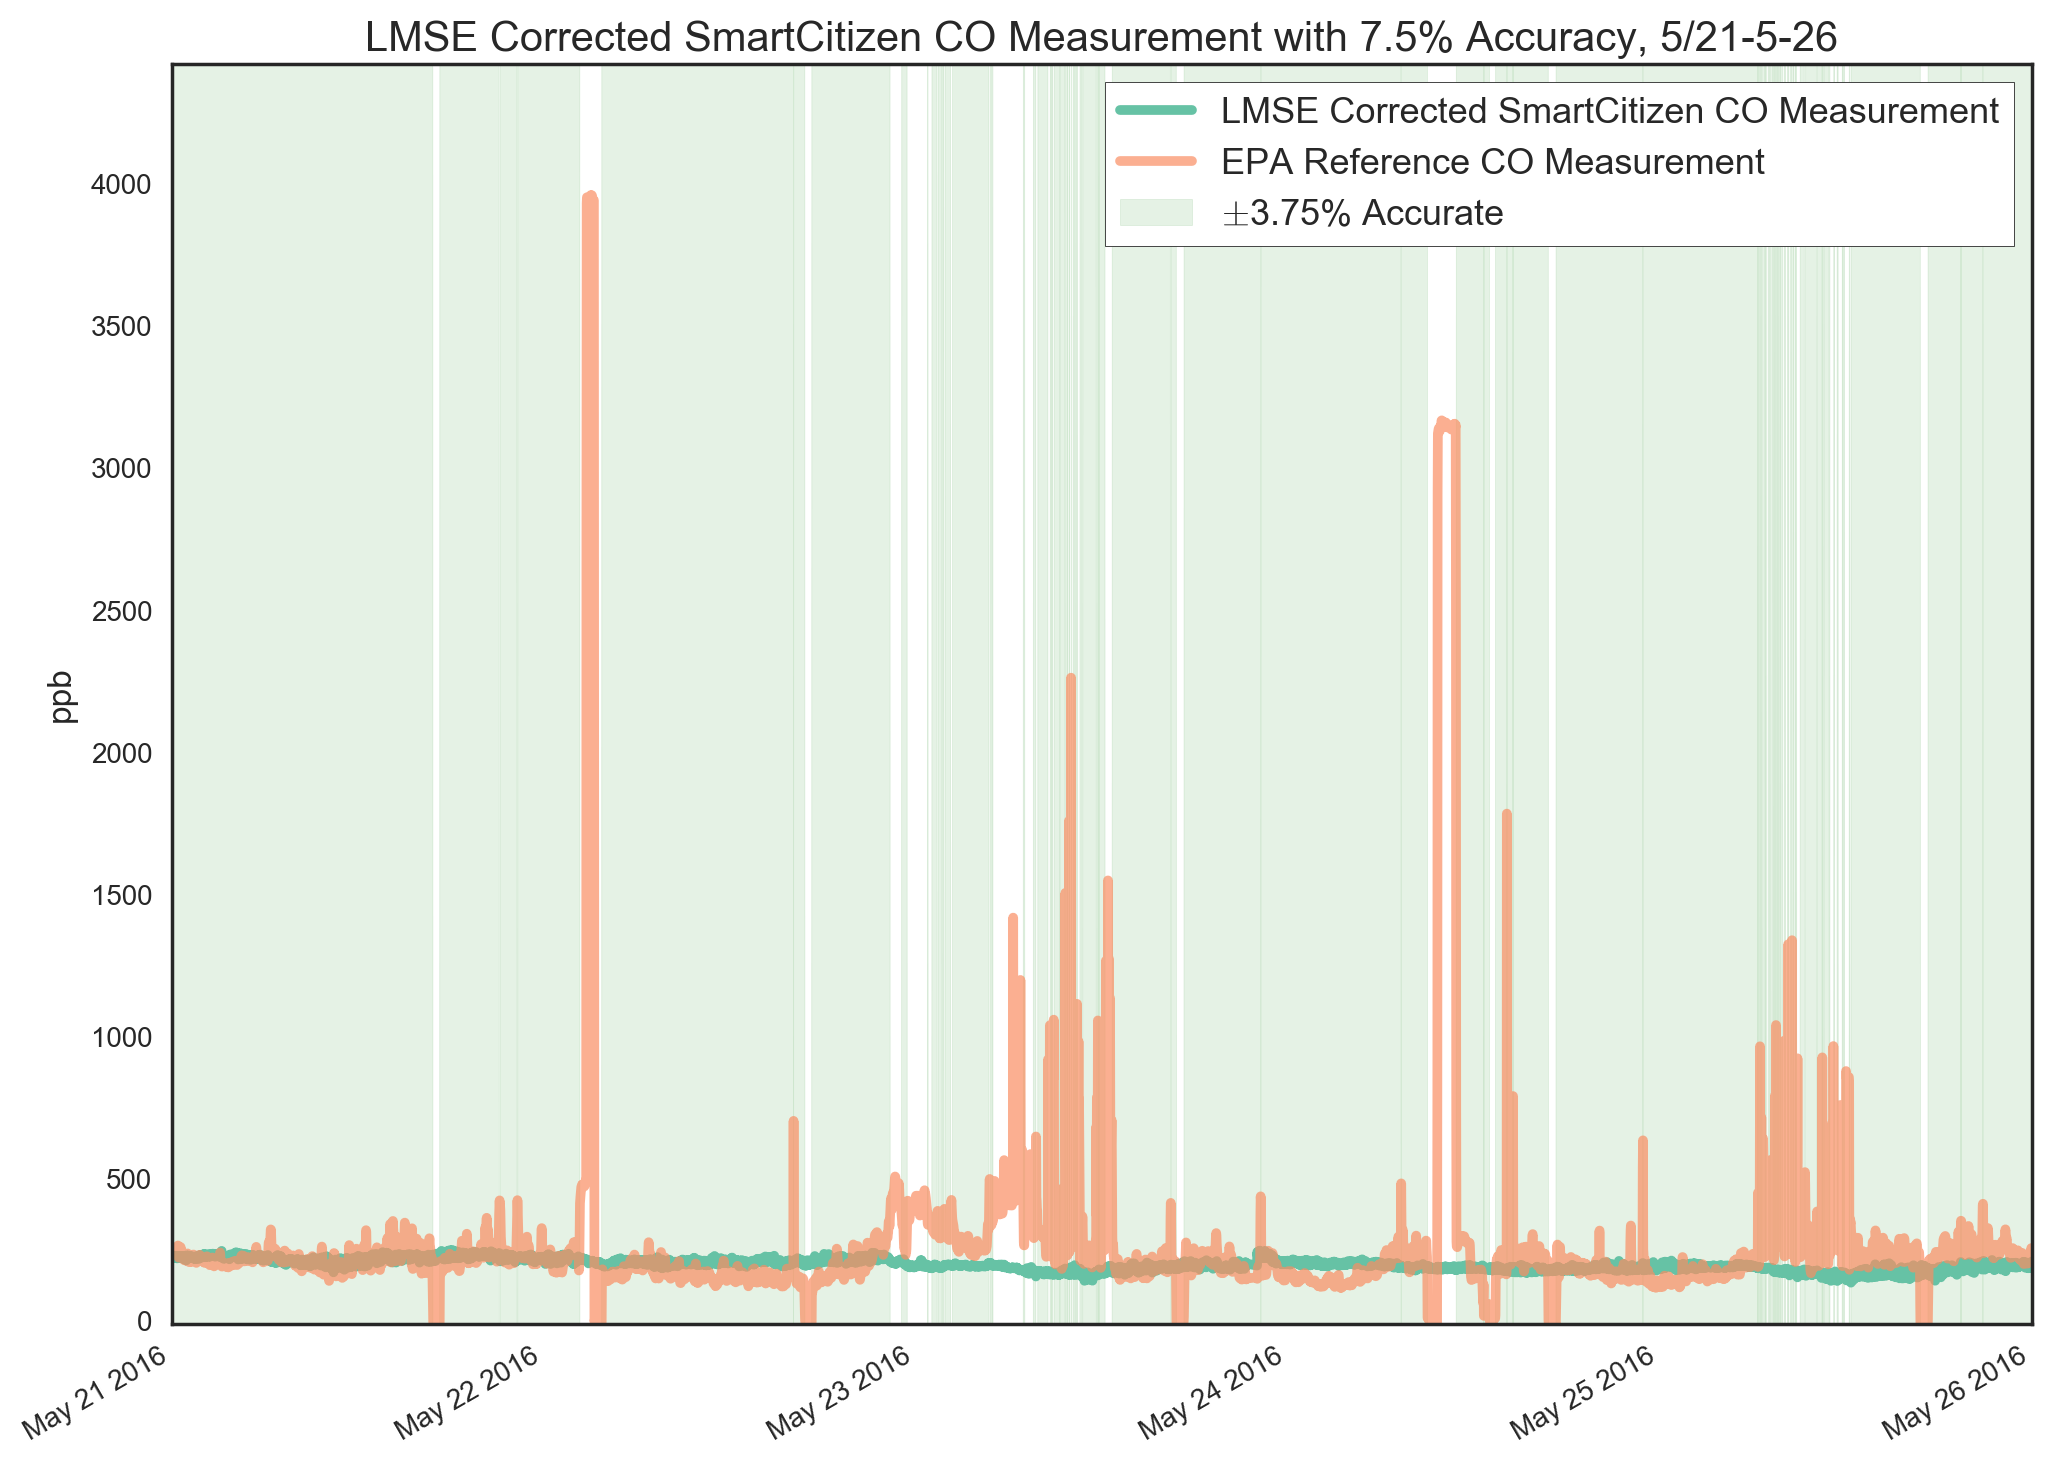 LMSE Corrected SmartCitizen CO Measurement with 7.5% Accuracy, 5/21-5-26
LMSE Corrected SmartCitizen CO Measurement
EPA Reference CO Measurement
±3.75% Accurate
4000
3500
3000
2500
2000
1500
1000
500
0
ppb
May 21 2016
May 22 2016
May 23 2016
May 24 2016
May 25 2016
May 26 2016